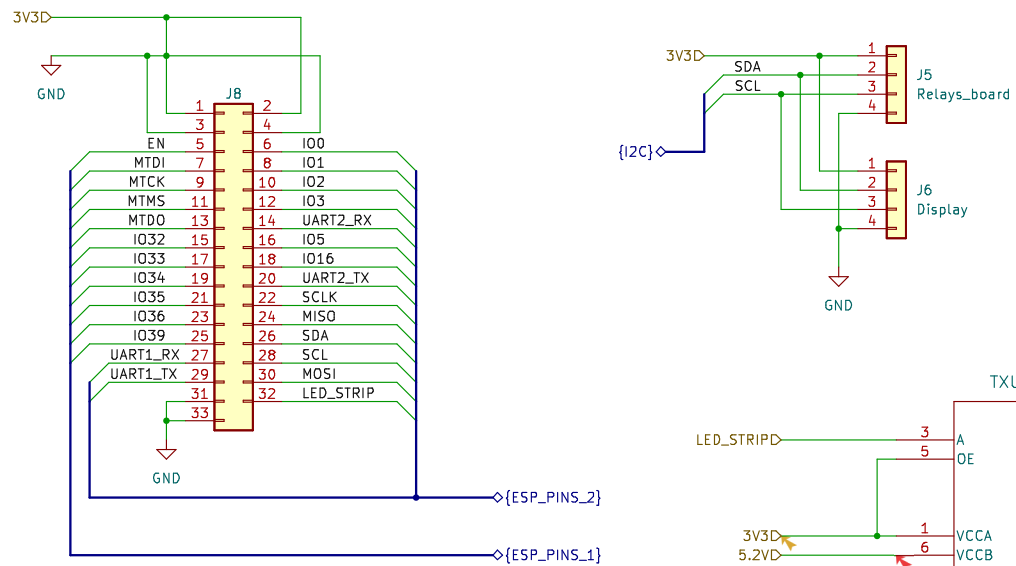 3V3
GND
J8
1 2
3 4
EN 5 6 IO0
MTDI 7 8 IO1
MTCK 9 10 IO2
MTMS 11 12 IO3
MTDO 13 14 UART2_RX
IO32 15 16 IO5
IO33 17 18 IO16
IO34 19 20 UART2_TX
IO35 21 22 SCLK
IO36 23 24 MISO
IO39 25 26 SDA
UART1_RX 27 28 SCL
UART1_TX 29 30 MOSI
31 32 LED_STRIP
33
GND
{ESP_PINS_2}
{ESP_PINS_1}
3V3 1
SDA 2 J5
SCL 3 Relays_board
4
{I2C}
1
2 J6
3 Display
4
GND
TXU
LED_STRIP 3 A
5 OE
3V3 1 VCCA
5.2V 6 VCCB